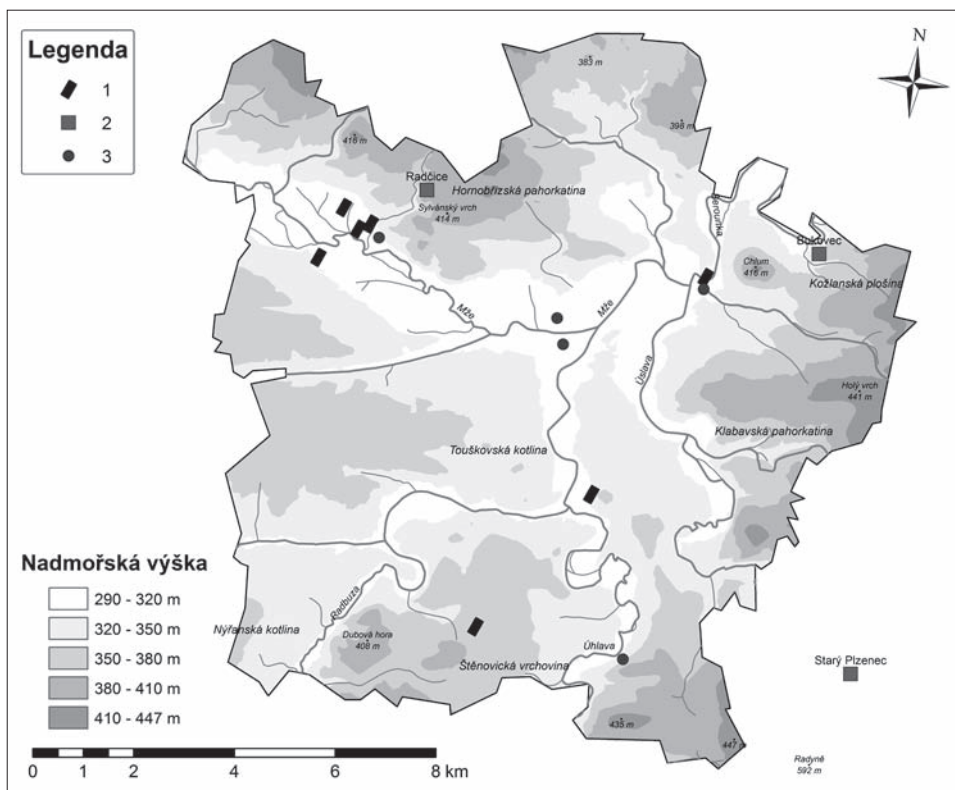 Legenda
1
2
3
N
383 m
398 m
416 m
Radčice
Hornobřízská pahorkatina
Sylvánský vrch
414 m
Berounka
Bukovec
Chlum
416 m
Kožlanská plošina
Mže
Mže
Úslava
Holý vrch
441 m
Klabavská pahorkatina
Touškovská kotlina
Nadmořská výška
290 - 320 m
320 - 350 m
350 - 380 m
380 - 410 m
410 - 447 m
Radbuza
Nýřanská kotlina
Dubová hora
408 m
Štěnovická vrchovina
Úhlava
Starý Plzenec
435 m
447 m
Radyně
592 m
0 1 2 4 6 8 km